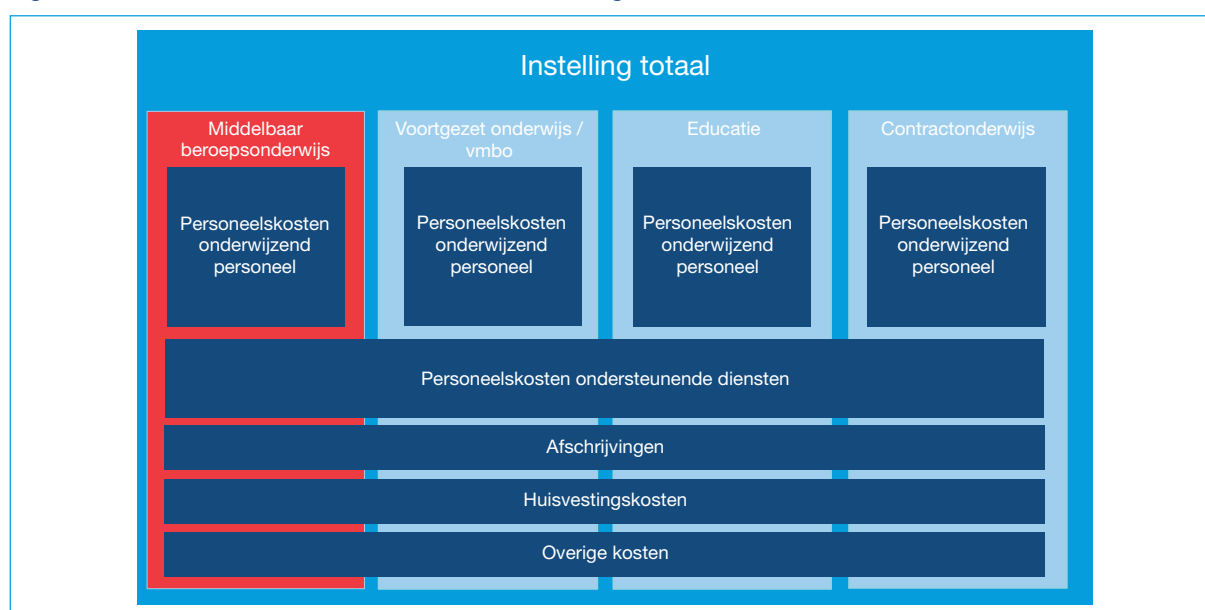 Instelling totaal
Middelbaar
beroepsonderwijs
Voortgezet onderwijs /
vmbo
Educatie
Contractonderwijs
Personeelskosten
onderwijzend
personeel
Personeelskosten
onderwijzend
personeel
Personeelskosten
onderwijzend
personeel
Personeelskosten
onderwijzend
personeel
Personeelskosten ondersteunende diensten
Afschrijvingen
Huisvestingskosten
Overige kosten